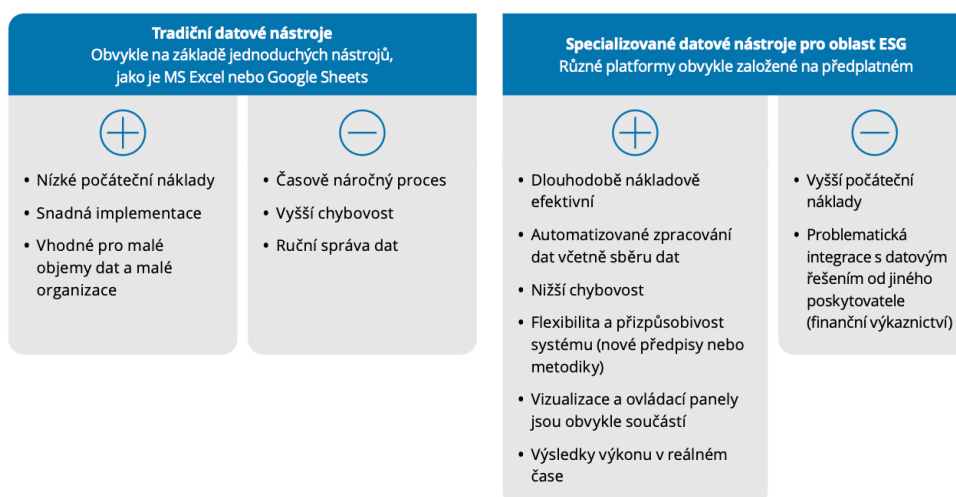 Tradiční datové nástroje
Obvykle na základě jednoduchých nástrojů,
jako je MS Excel nebo Google Sheets
• Nízké počáteční náklady
• Snadná implementace
• Vhodné pro malé
objemy dat a malé
organizace
• Časově náročný proces
• Vyšší chybovost
• Ruční správa dat
Specializované datové nástroje pro oblast ESG
Různé platformy obvykle založené na předplatném
• Dlouhodobě nákladově
efektivní
• Automatizované zpracování
dat včetně sběru dat
• Nižší chybovost
• Flexibilita a přizpůsobivost
systému (nové předpisy nebo
metodiky)
• Vizualizace a ovládací panely
jsou obvykle součástí
• Výsledky výkonu v reálném
čase
• Vyšší počáteční
náklady
• Problematická
integrace s datovým
řešením od jiného
poskytovatele
(finanční výkaznictví)